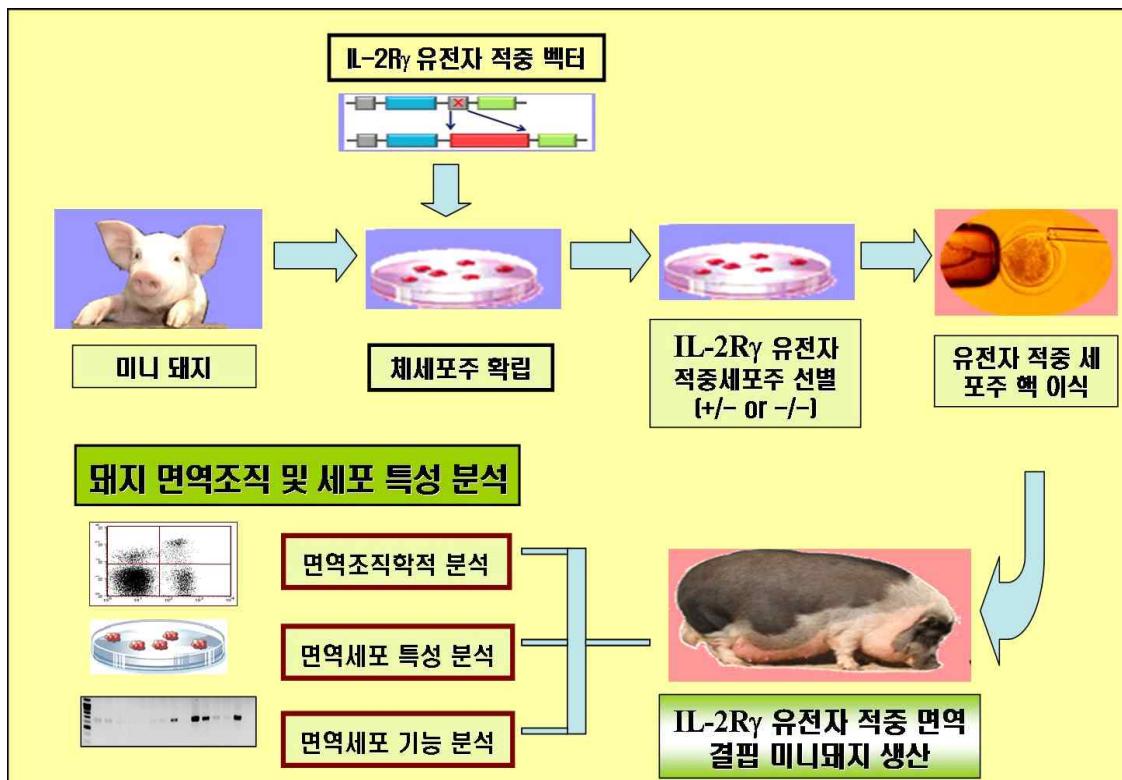 IL-2Rγ 유전자 적중 벡터
미니 돼지
체세포주 확립
IL-2Rγ 유전자
적중세포주 선별
(+/- or -/-)
유전자 적중 세
포주 핵 이식
돼지 면역조직 및 세포 특성 분석
면역조직학적 분석
면역세포 특성 분석
면역세포 기능 분석
IL-2Rγ 유전자 적중 면역
결핍 미니돼지 생산